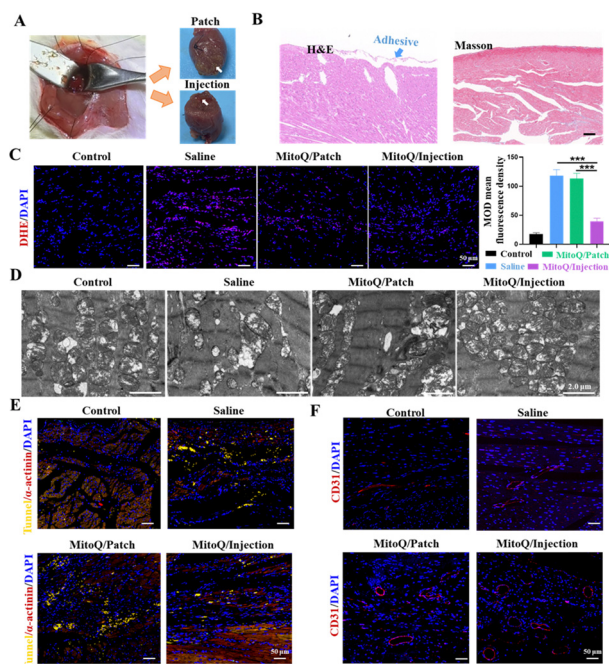 A
Patch
Injection
B
H&E
Adhesive
Masson
C
Control
Saline
MitoQ/Patch
MitoQ/Injection
DHE/DAPI
50 μm
MOD mean
fluorescence density
150
100
50
0
***
***
Control
MitoQ/Patch
Saline
MitoQ/Injection
D
Control
Saline
MitoQ/Patch
MitoQ/Injection
2.0 μm
E
Control
Saline
Tunnel/α-actinin/DAPI
MitoQ/Patch
MitoQ/Injection
Tunnel/α-actinin/DAPI
50 μm
F
Control
Saline
CD31/DAPI
MitoQ/Patch
MitoQ/Injection
CD31/DAPI
50 μm